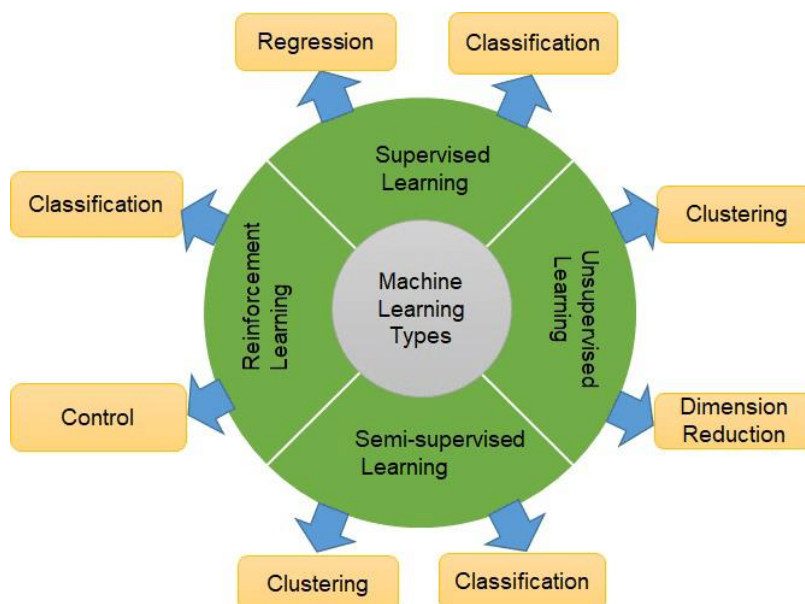 Regression
Classification
Supervised
Learning
Classification
Clustering
Reinforcement
Learning
Machine
Learning
Types
Unsupervised
Learning
Control
Dimension
Reduction
Semi-supervised
Learning
Clustering
Classification